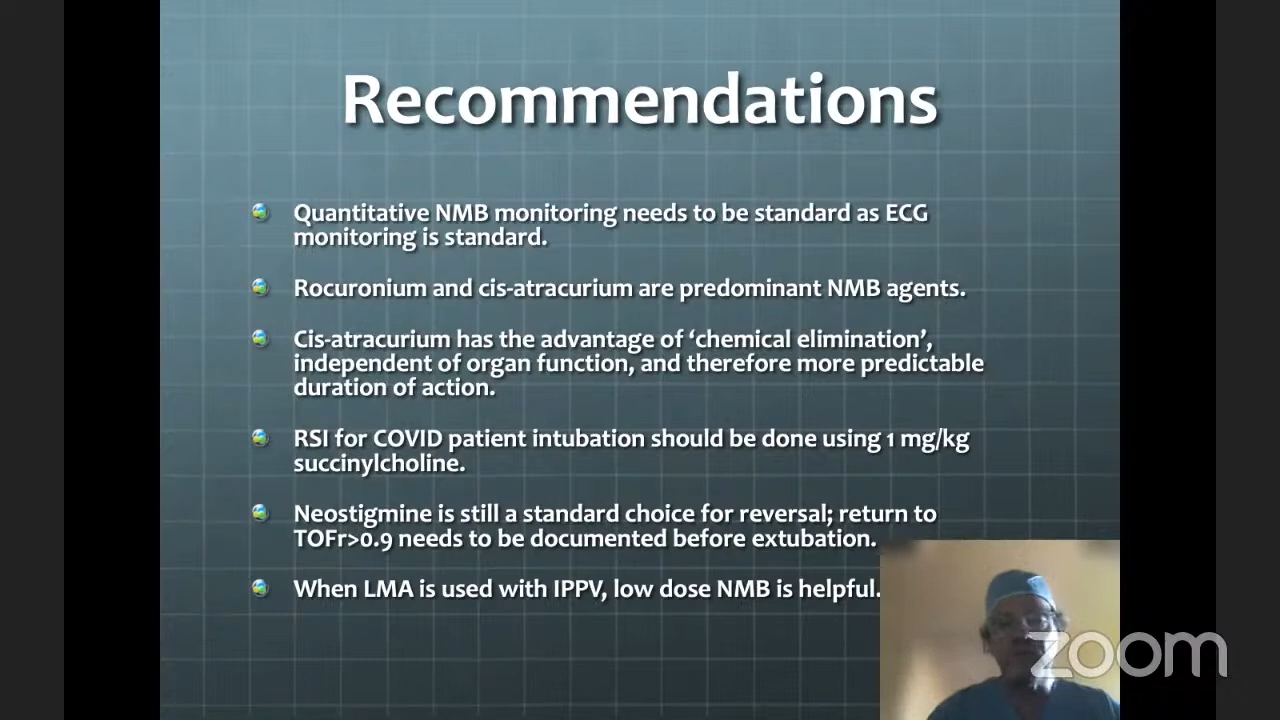 Recommendations
Quantitative NMB monitoring needs to be standard as ECG
monitoring is standard.
Rocuronium and cis-atracurium are predominant NMB agents.
Cis-atracurium has the advantage of ‘chemical elimination’,
independent of organ function, and therefore more predictable
duration of action.
RSI for COVID patient intubation should be done using 1 mg/kg
succinylcholine.
Neostigmine is still a standard choice for reversal; return to
TOFr>0.9 needs to be documented before extubation.
When LMA is used with IPPV, low dose NMB is helpful.
zoom